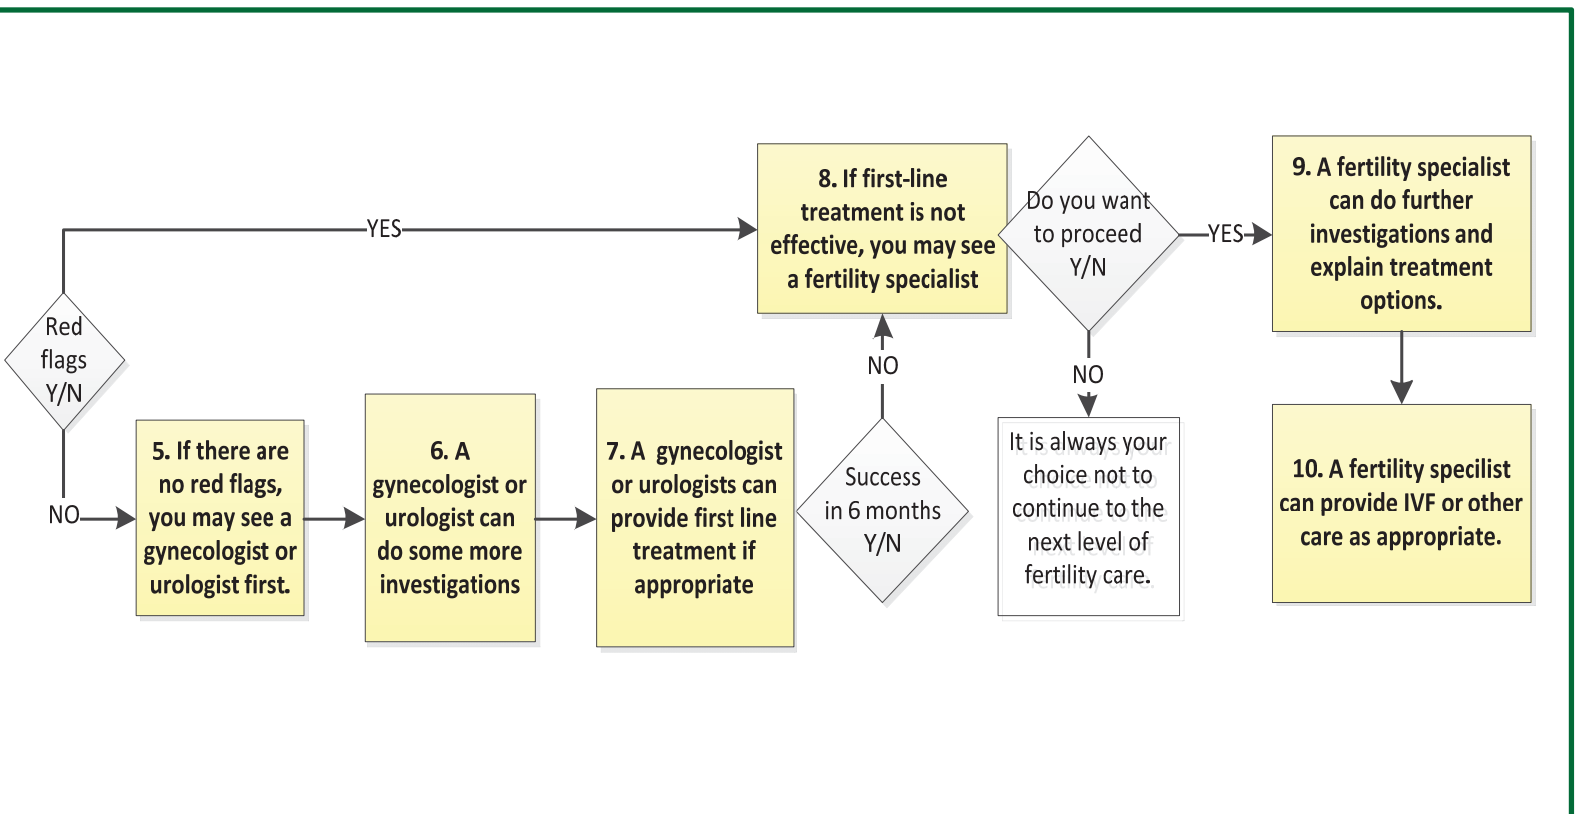 Red
flags
Y/N
YES
NO
5. If there are
no red flags,
you may see a
gynecologist or
urologist first.
6. A
gynecologist or
urologist can
do some more
investigations
7. A  gynecologist
or urologists can
provide first line
treatment if
appropriate
Success
in 6 months
Y/N
NO
8. If first-line
treatment is not
effective, you may see
a fertility specialist
Do you want
to proceed
Y/N
YES
NO
It is always your
choice not to
continue to the
next level of
fertility care.
9. A fertility specialist
can do further
investigations and
explain treatment
options.
10. A fertility specilist
can provide IVF or other
care as appropriate.